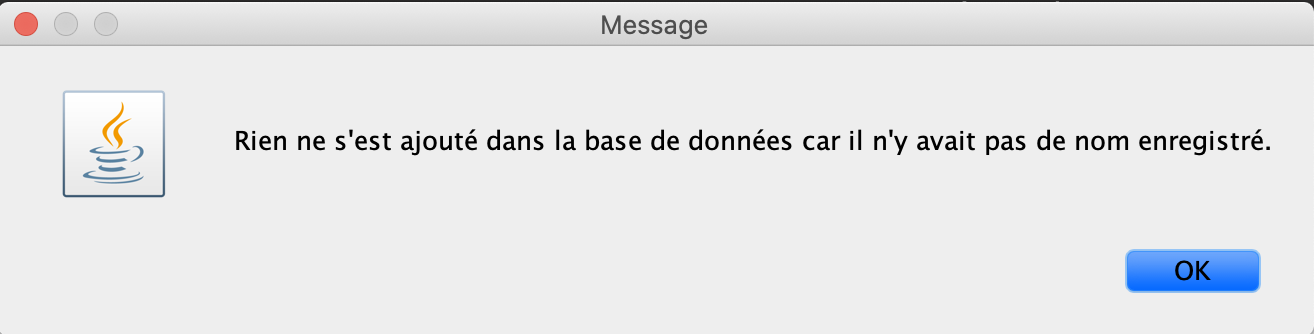 Message
Rien ne s'est ajouté dans la base de données car il n'y avait pas de nom enregistré.
OK